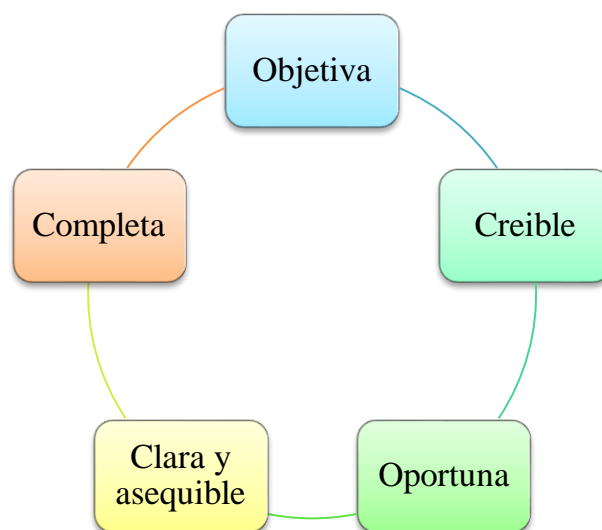 Objetiva
Creible
Oportuna
Clara y
asequible
Completa